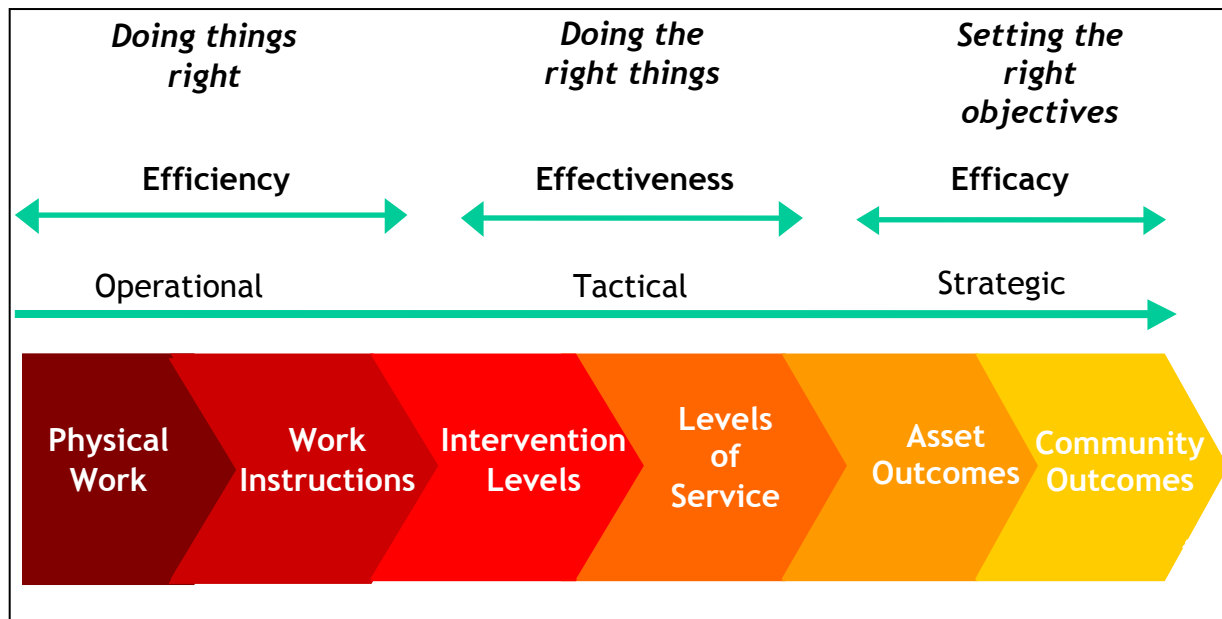 Doing things
right
Doing the
right things
Setting the
right
objectives
Efficiency
Effectiveness
Efficacy
Operational
Tactical
Strategic
Physical
Work
Work
Instructions
Intervention
Levels
Levels
of
Service
Asset
Outcomes
Community
Outcomes